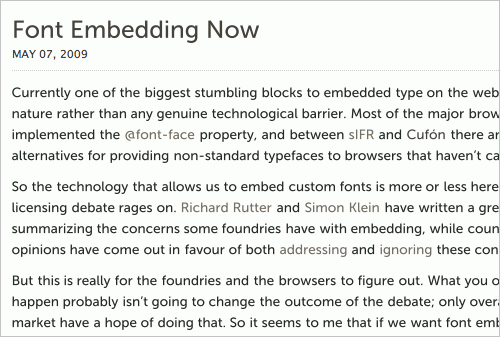 Font Embedding Now
MAY 07, 2009
Currently one of the biggest stumbling blocks to embedded type on the web
nature rather than any genuine technological barrier. Most of the major brow
implemented the @font-face property, and between sIFR and Cufón there ar
alternatives for providing non-standard typefaces to browsers that haven't ca
So the technology that allows us to embed custom fonts is more or less here
licensing debate rages on. Richard Rutter and Simon Klein have written a gre
summarizing the concerns some foundries have with embedding, while coun
opinions have come out in favour of both addressing and ignoring these con
But this is really for the foundries and the browsers to figure out. What you o
happen probably isn't going to change the outcome of the debate; only overa
market have a hope of doing that. So it seems to me that if we want font emb